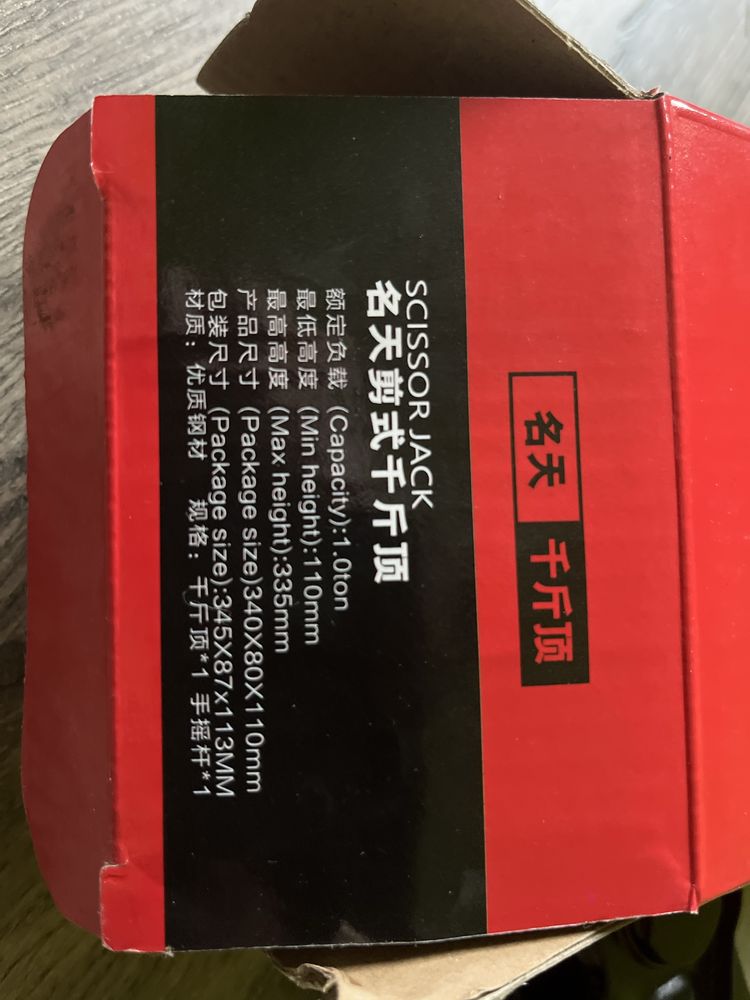 名天 千斤顶
SCISSOR JACK
名天剪式千斤顶
额定负载 (Capacity):1.0ton
最低高度 (Min height):110mm
最高高度 (Max height):335mm
产品尺寸 (Package size)340X80X110mm
包装尺寸 (Package size):345X87x113MM
材质：优质钢材 规格：千斤顶*1 手摇杆*1